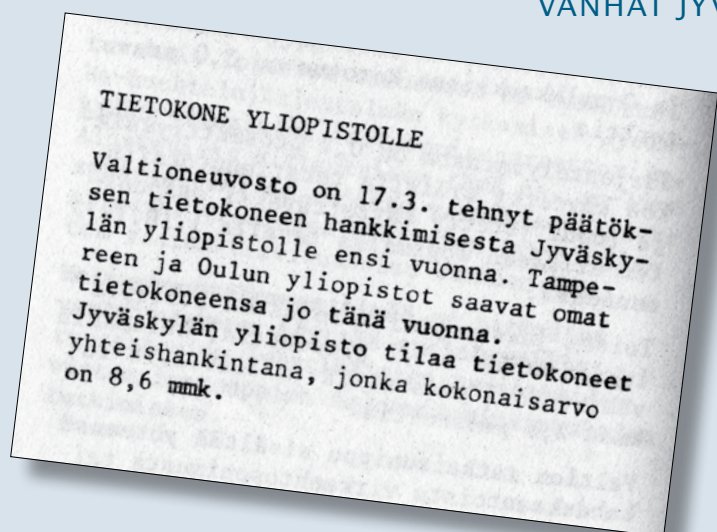 VANHAT JYV
TIETOKONE YLIOPISTOLLE
Valtioneuvosto on 17.3. tehnyt päätök-
sen tietokoneen hankkimisesta Jyväsky-
län yliopistolle ensi vuonna. Tampe-
reen ja Oulun yliopistot saavat omat
tietokoneensa jo tänä vuonna.
Jyväskylän yliopisto tilaa tietokoneet
yhteishankintana, jonka kokonaisarvo
on 8,6 mmk.